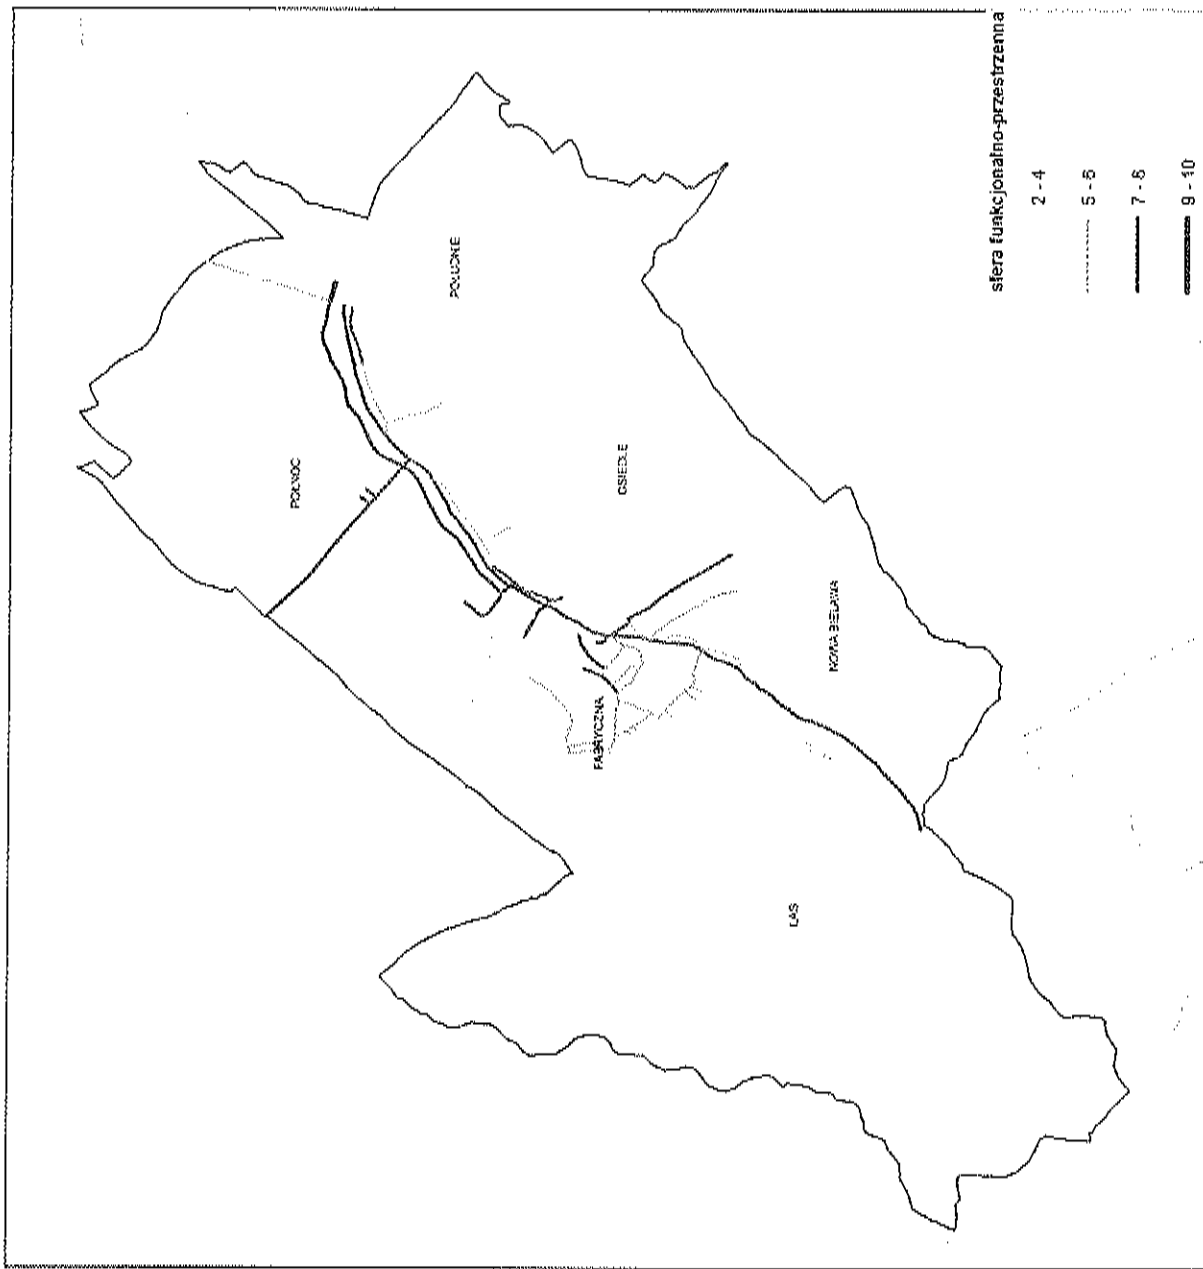 PÓŁNOC
POŁUDNIE
OSIEDLE
FABRYCZNA
NOWA BIELAWA
LAS
sfera funkcjonalno-przestrzenna
2 - 4
5 - 6
7 - 8
9 - 10